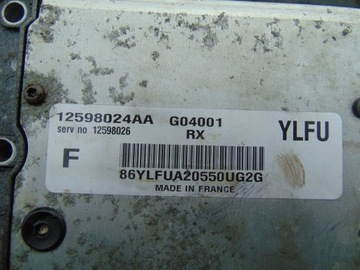 12598024AA G04001
serv no 12598026 RX YLFU
F
86YLFUA20550UG2G
MADE IN FRANCE